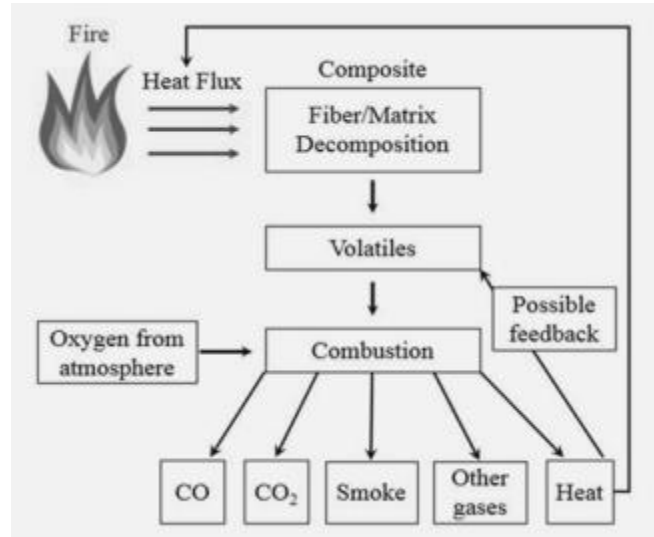 Fire
Heat Flux
Composite
Fiber/Matrix
Decomposition
Volatiles
Possible
feedback
Oxygen from
atmosphere
Combustion
CO
CO₂
Smoke
Other
gases
Heat